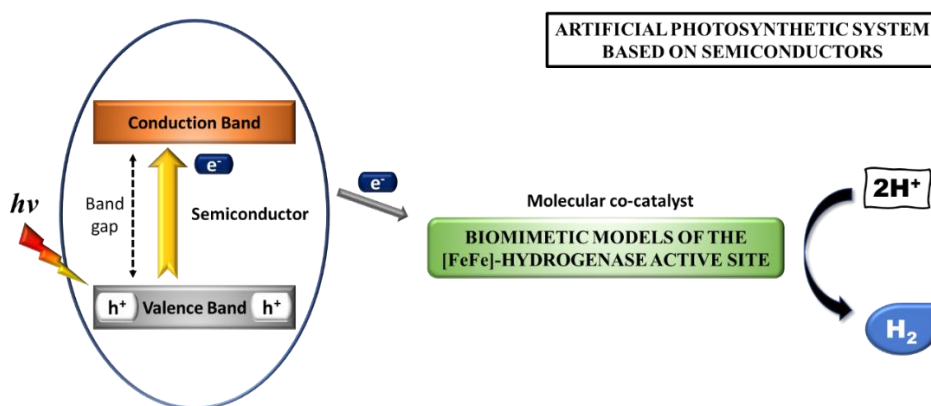 ARTIFICIAL PHOTOSYNTHETIC SYSTEM
BASED ON SEMICONDUCTORS
Conduction Band
e⁻
Band
gap
Semiconductor
hν
h⁺
Valence Band
h⁺
e⁻
Molecular co-catalyst
BIOMIMETIC MODELS OF THE
[FeFe]-HYDROGENASE ACTIVE SITE
2H⁺
H₂